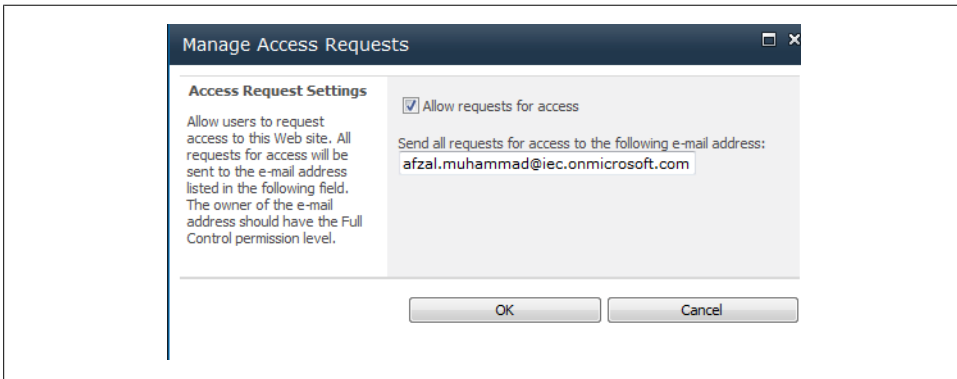 Manage Access Requests
Access Request Settings
Allow users to request
access to this Web site. All
requests for access will be
sent to the e-mail address
listed in the following field.
The owner of the e-mail
address should have the Full
Control permission level.
Allow requests for access
Send all requests for access to the following e-mail address:
afzal.muhammad@iec.onmicrosoft.com
OK
Cancel